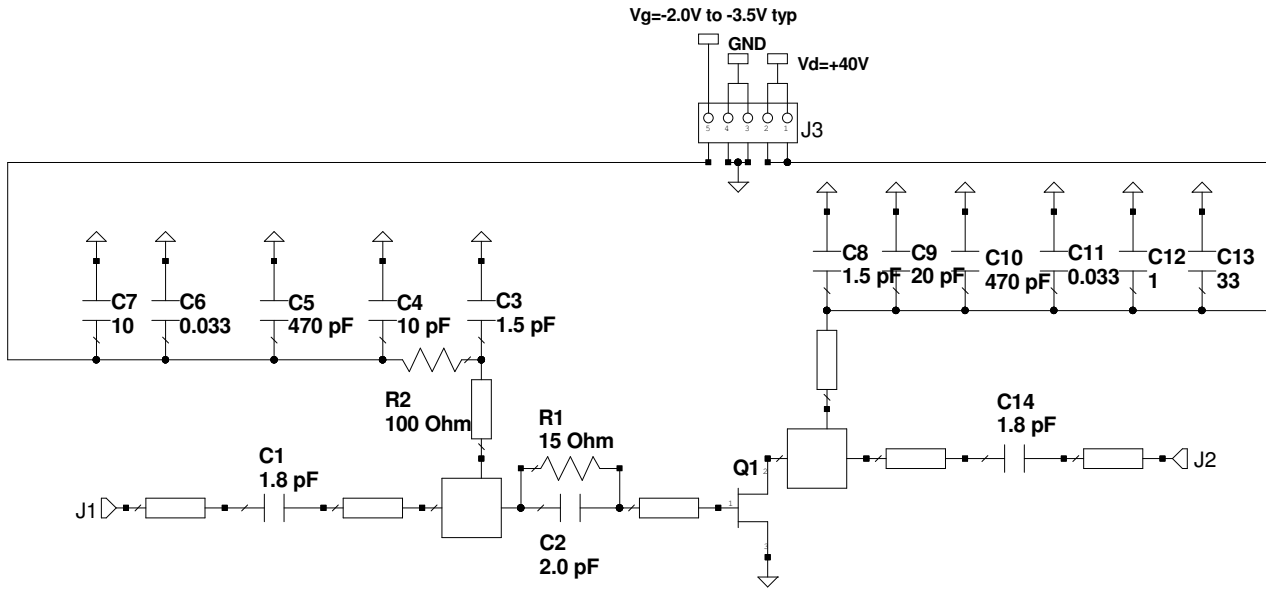 Vg=-2.0V to -3.5V typ
GND
Vd=+40V
5 4 3 2 1
J3
C7
10
C6
0.033
C5
470 pF
C4
10 pF
C3
1.5 pF
C8
1.5 pF
C9
20 pF
C10
470 pF
C11
0.033
C12
1
C13
33
R2
100 Ohm
R1
15 Ohm
C14
1.8 pF
C1
1.8 pF
Q1
2
J2
J1
1
C2
2.0 pF
3